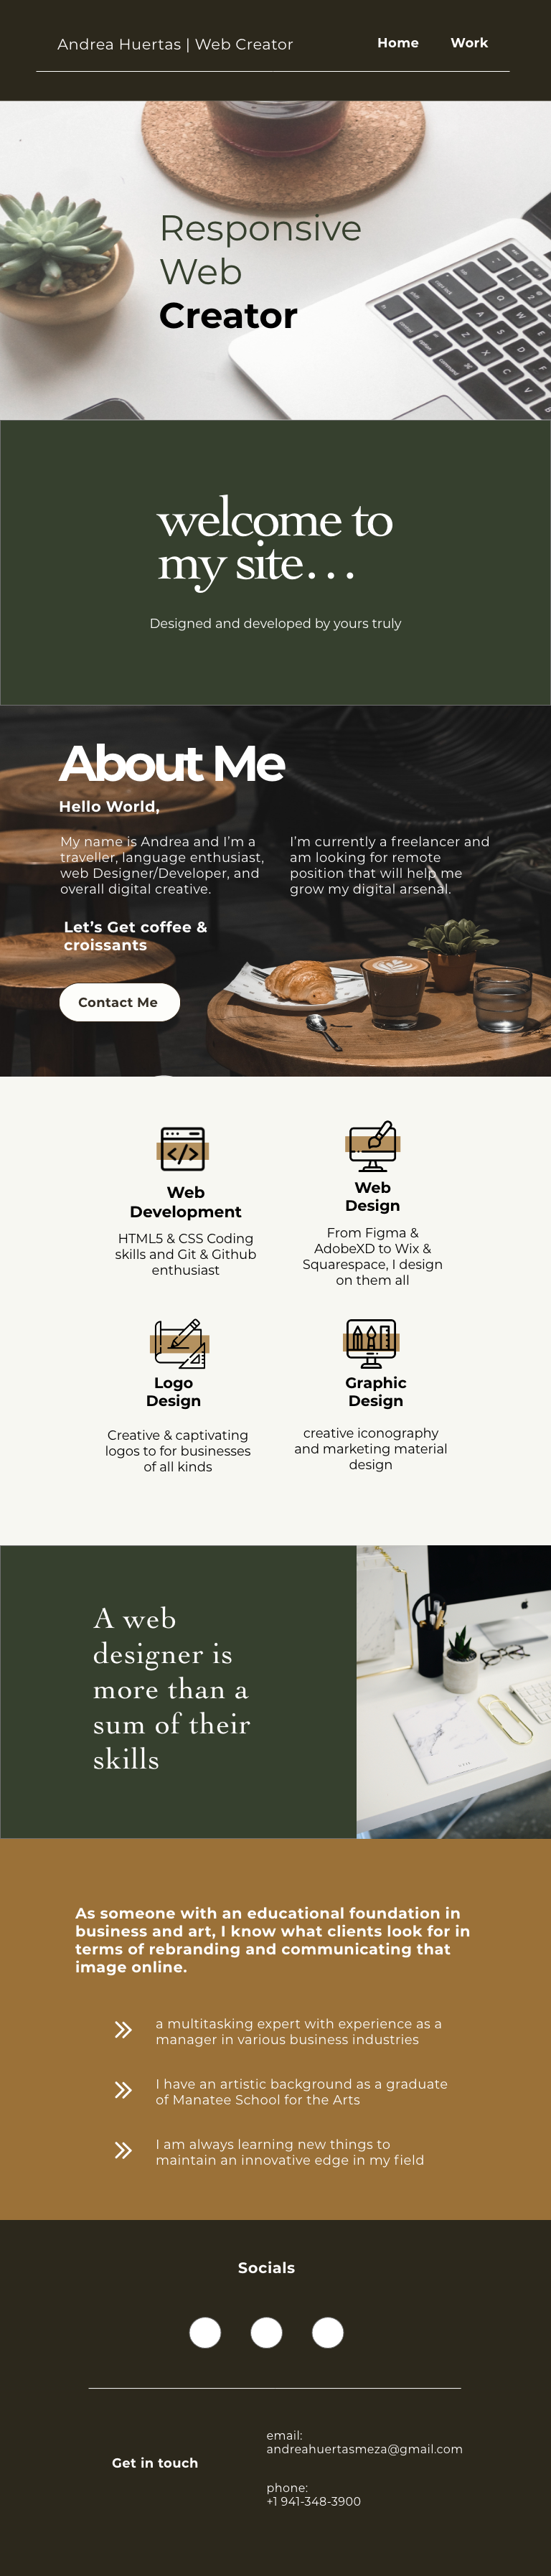 Andrea Huertas | Web Creator
Home
Work
Responsive
Web
Creator
welcome to
my site...
Designed and developed by yours truly
About Me
Hello World,
My name is Andrea and I'm a
traveller, language enthusiast,
web Designer/Developer, and
overall digital creative.
I'm currently a freelancer and
am looking for remote
position that will help me
grow my digital arsenal.
Let's Get coffee &
croissants
Contact Me
Web
Development
HTML5 & CSS Coding
skills and Git & Github
enthusiast
Web
Design
From Figma &
AdobeXD to Wix &
Squarespace, I design
on them all
Logo
Design
Creative & captivating
logos to for businesses
of all kinds
Graphic
Design
creative iconography
and marketing material
design
A web
designer is
more than a
sum of their
skills
As someone with an educational foundation in
business and art, I know what clients look for in
terms of rebranding and communicating that
image online.
a multitasking expert with experience as a
manager in various business industries
I have an artistic background as a graduate
of Manatee School for the Arts
I am always learning new things to
maintain an innovative edge in my field
Socials
Get in touch
email:
andreahuertasmeza@gmail.com
phone:
+1 941-348-3900